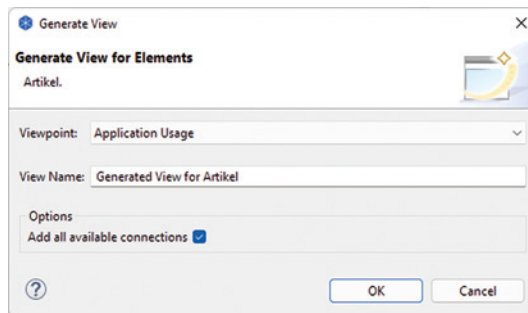 Generate View
Generate View for Elements
Artikel.
Viewpoint: Application Usage
View Name: Generated View for Artikel
Options
Add all available connections
?
OK Cancel